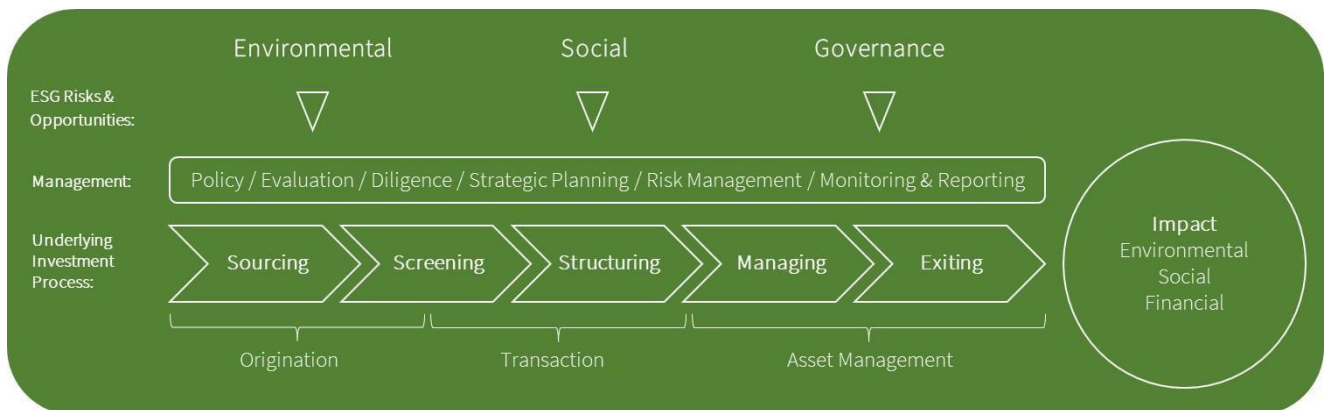 Environmental
Social
Governance
ESG Risks &
Opportunities:
Management:
Policy / Evaluation / Diligence / Strategic Planning / Risk Management / Monitoring & Reporting
Underlying
Investment
Process:
Sourcing
Screening
Structuring
Managing
Exiting
Origination
Transaction
Asset Management
Impact
Environmental
Social
Financial